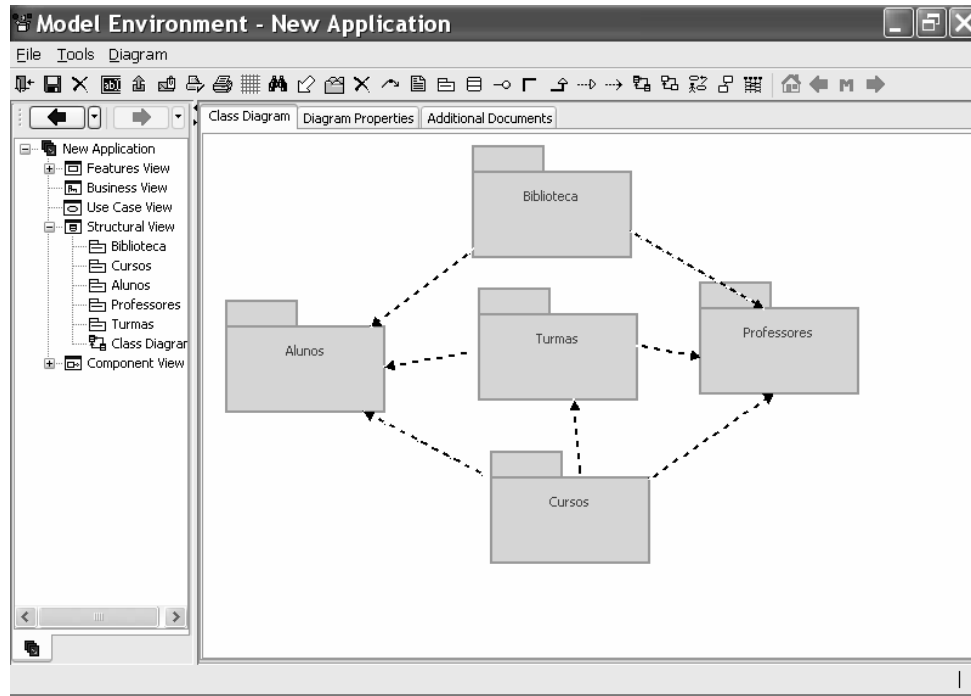 Model Environment - New Application
File Tools Diagram
Class Diagram Diagram Properties Additional Documents
New Application
Features View
Business View
Use Case View
Structural View
Biblioteca
Cursos
Alunos
Professores
Turmas
Class Diagrar
Component View
Biblioteca
Alunos
Turmas
Professores
Cursos